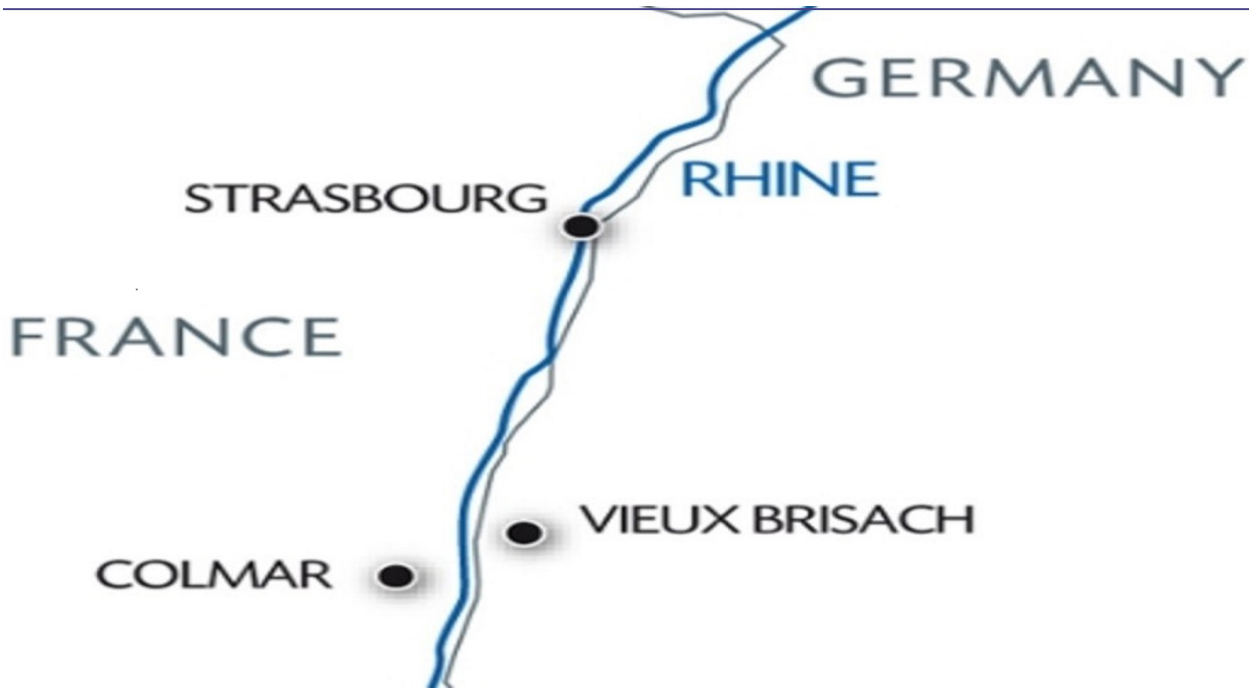 GERMANY
RHINE
STRASBOURG
FRANCE
VIEUX BRISACH
COLMAR